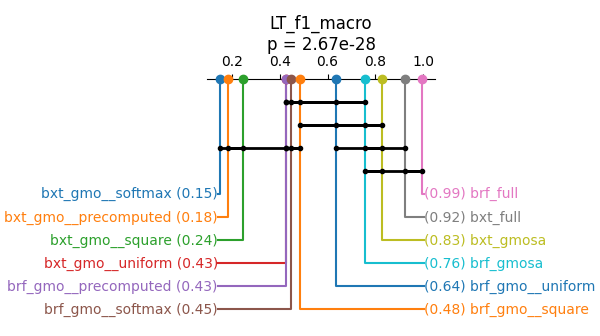 LT_f1_macro
p = 2.67e-28
0.2 0.4 0.6 0.8 1.0
bxt_gmo__softmax (0.15)
(0.99) brf_full
bxt_gmo__precomputed (0.18)
(0.92) bxt_full
bxt_gmo__square (0.24)
(0.83) bxt_gmosa
bxt_gmo__uniform (0.43)
(0.76) brf_gmosa
brf_gmo__precomputed (0.43)
(0.64) brf_gmo__uniform
brf_gmo__softmax (0.45)
(0.48) brf_gmo__square